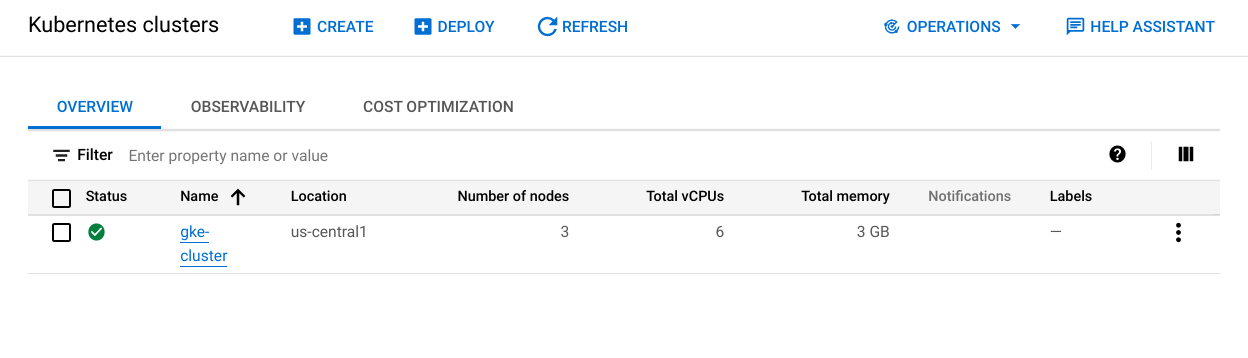 Kubernetes clusters CREATE DEPLOY REFRESH OPERATIONS HELP ASSISTANT
OVERVIEW OBSERVABILITY COST OPTIMIZATION
Filter Enter property name or value
Status Name Location Number of nodes Total vCPUs Total memory Notifications Labels
gke- us-central1 3 6 3 GB —
cluster